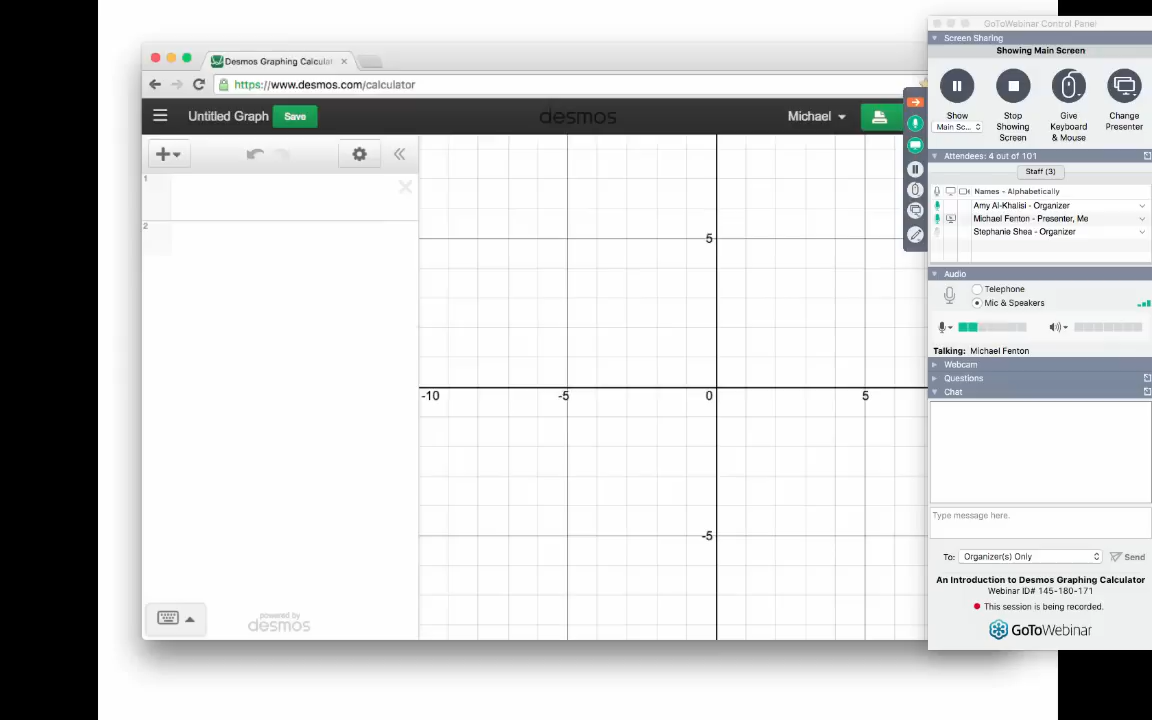 Desmos Graphing Calculat
https://www.desmos.com/calculator
Untitled Graph
Save
desmos
Michael
1
2
5
-10
-5
0
5
-5
powered by
desmos
GoToWebinar Control Panel
Screen Sharing
Showing Main Screen
Show
Main Sc...
Stop
Showing
Screen
Give
Keyboard
& Mouse
Change
Presenter
Attendees: 4 out of 101
Staff (3)
Names - Alphabetically
Amy Al-Khalisi - Organizer
Michael Fenton - Presenter, Me
Stephanie Shea - Organizer
Audio
Telephone
Mic & Speakers
Talking: Michael Fenton
Webcam
Questions
Chat
Type message here.
To:
Organizer(s) Only
Send
An Introduction to Desmos Graphing Calculator
Webinar ID# 145-180-171
This session is being recorded.
GoToWebinar